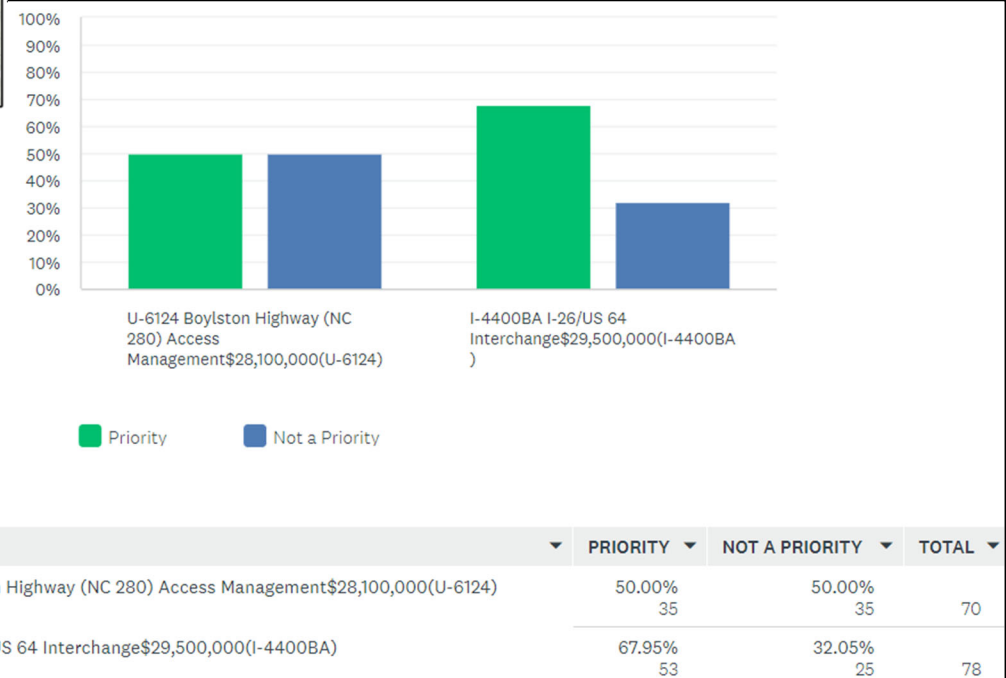 100%
90%
80%
70%
60%
50%
40%
30%
20%
10%
0%
U-6124 Boylston Highway (NC
280) Access
Management$28,100,000(U-6124)
I-4400BA I-26/US 64
Interchange$29,500,000(I-4400BA
)
Priority Not a Priority
PRIORITY NOT A PRIORITY TOTAL
Highway (NC 280) Access Management$28,100,000(U-6124) 50.00% 50.00%
35 35 70
US 64 Interchange$29,500,000(I-4400BA) 67.95% 32.05%
53 25 78